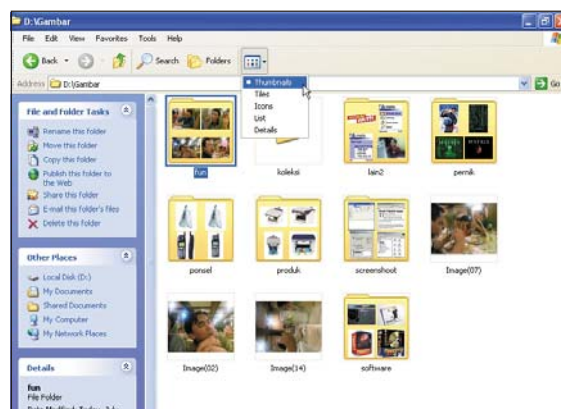 D:\Gambar
File Edit View Favorites Tools Help
Back Search Folders
Address D:\Gambar Go
Thumbnails
Tiles
Icons
List
Details
File and Folder Tasks
Rename this folder
Move this folder
Copy this folder
Publish this folder to
the Web
Share this folder
E-mail this folder's files
Delete this folder
Other Places
Local Disk (D:)
My Documents
Shared Documents
My Computer
My Network Places
Details
fun
File Folder
fun koleksi lain2 pernik
ponsel produk screenshoot Image(07)
Image(02) Image(14) software